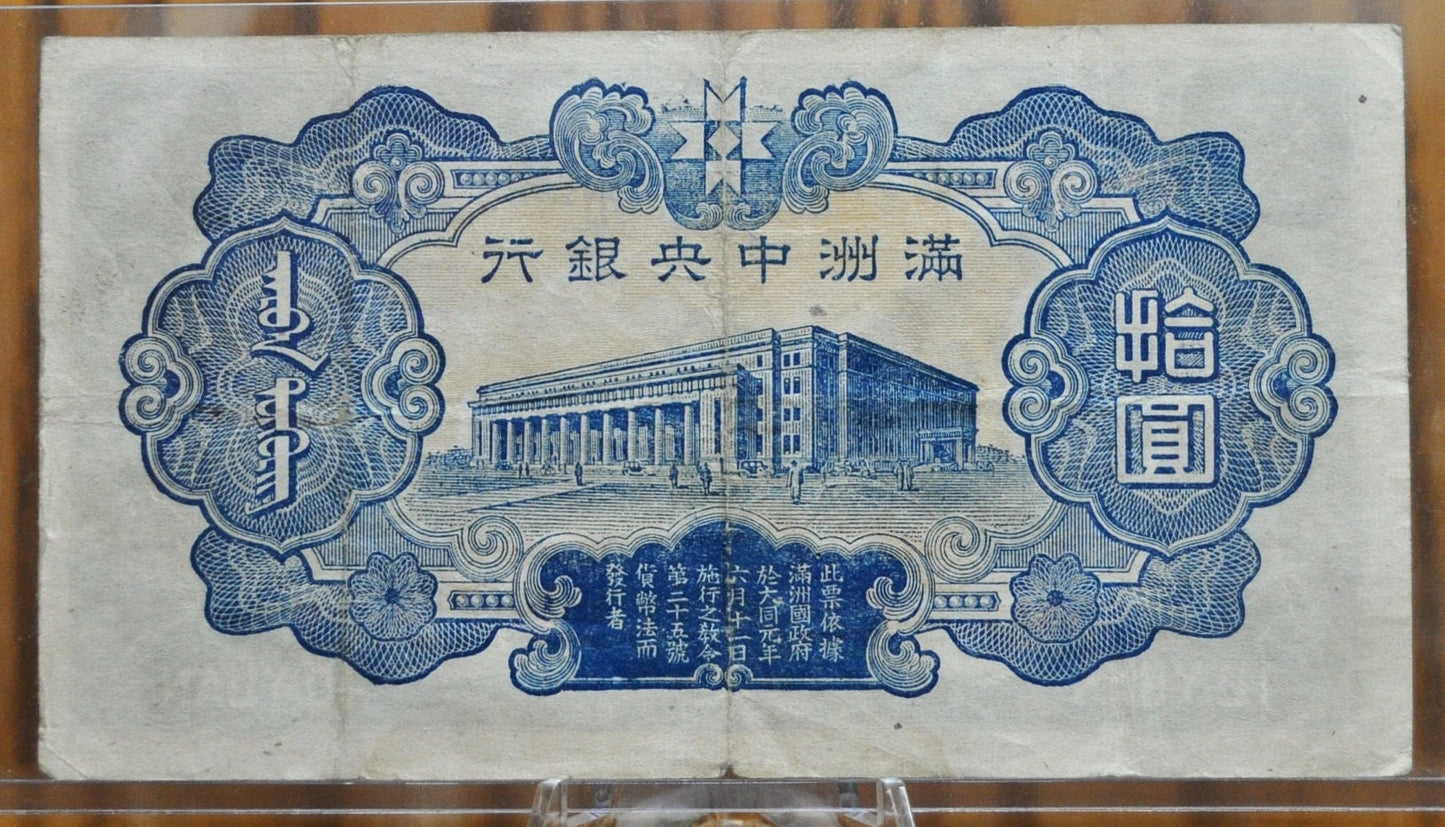 滿洲中央銀行
拾圓
此票依據
滿洲國政府
於大同元年
六月十一日
施行之敎令
第二十五號
貨幣法而
發行者